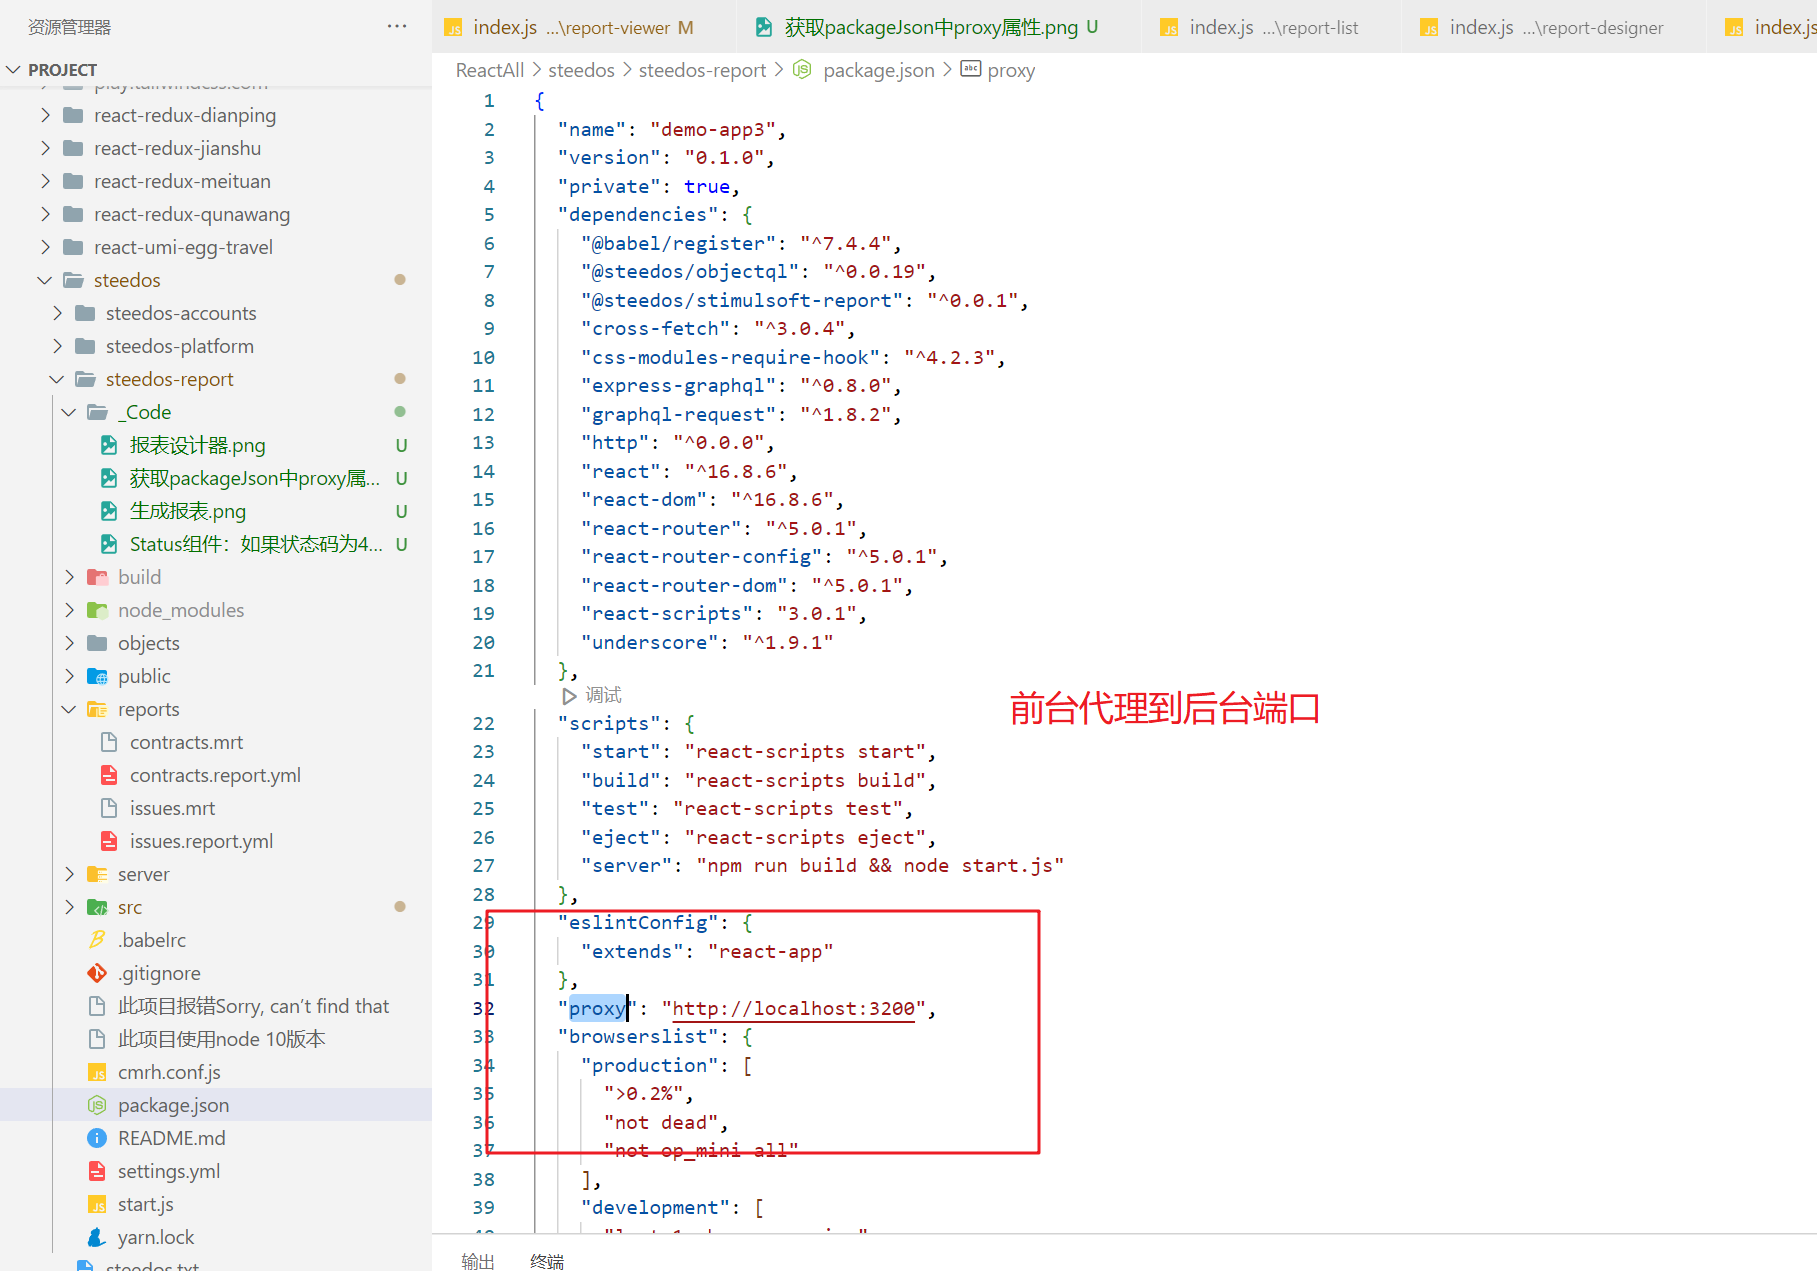 资源管理器
PROJECT
react-redux-dianping
react-redux-jianshu
react-redux-meituan
react-redux-qunawang
react-umi-egg-travel
steedos
steedos-accounts
steedos-platform
steedos-report
_Code
报表设计器.png U
获取packageJson中proxy属... U
生成报表.png U
Status组件：如果状态码为4... U
build
node_modules
objects
public
reports
contracts.mrt
contracts.report.yml
issues.mrt
issues.report.yml
server
src
.babelrc
.gitignore
此项目报错Sorry, can’t find that
此项目使用node 10版本
cmrh.conf.js
package.json
README.md
settings.yml
start.js
yarn.lock
steedos.txt
index.js ...\report-viewer M
获取packageJson中proxy属性.png U
index.js ...\report-list
index.js ...\report-designer
index.js
ReactAll > steedos > steedos-report > package.json > proxy
1 {
2 "name": "demo-app3",
3 "version": "0.1.0",
4 "private": true,
5 "dependencies": {
6 "@babel/register": "^7.4.4",
7 "@steedos/objectql": "^0.0.19",
8 "@steedos/stimulsoft-report": "^0.0.1",
9 "cross-fetch": "^3.0.4",
10 "css-modules-require-hook": "^4.2.3",
11 "express-graphql": "^0.8.0",
12 "graphql-request": "^1.8.2",
13 "http": "^0.0.0",
14 "react": "^16.8.6",
15 "react-dom": "^16.8.6",
16 "react-router": "^5.0.1",
17 "react-router-config": "^5.0.1",
18 "react-router-dom": "^5.0.1",
19 "react-scripts": "3.0.1",
20 "underscore": "^1.9.1"
21 },
调试
前台代理到后台端口
22 "scripts": {
23 "start": "react-scripts start",
24 "build": "react-scripts build",
25 "test": "react-scripts test",
26 "eject": "react-scripts eject",
27 "server": "npm run build && node start.js"
28 },
29 "eslintConfig": {
30 "extends": "react-app"
31 },
32 "proxy": "http://localhost:3200",
33 "browserslist": {
34 "production": [
35 ">0.2%",
36 "not dead",
37 "not op_mini all"
38 ],
39 "development": [
输出 终端